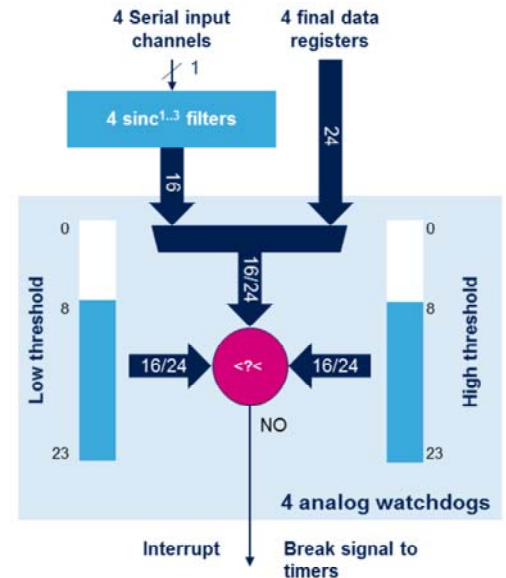 4 Serial input
channels
4 final data
registers
1
4 sinc1..3 filters
24
16
0
0
16/24
8
8
Low threshold
High threshold
16/24
<?<
16/24
NO
23
23
4 analog watchdogs
Interrupt
Break signal to
timers